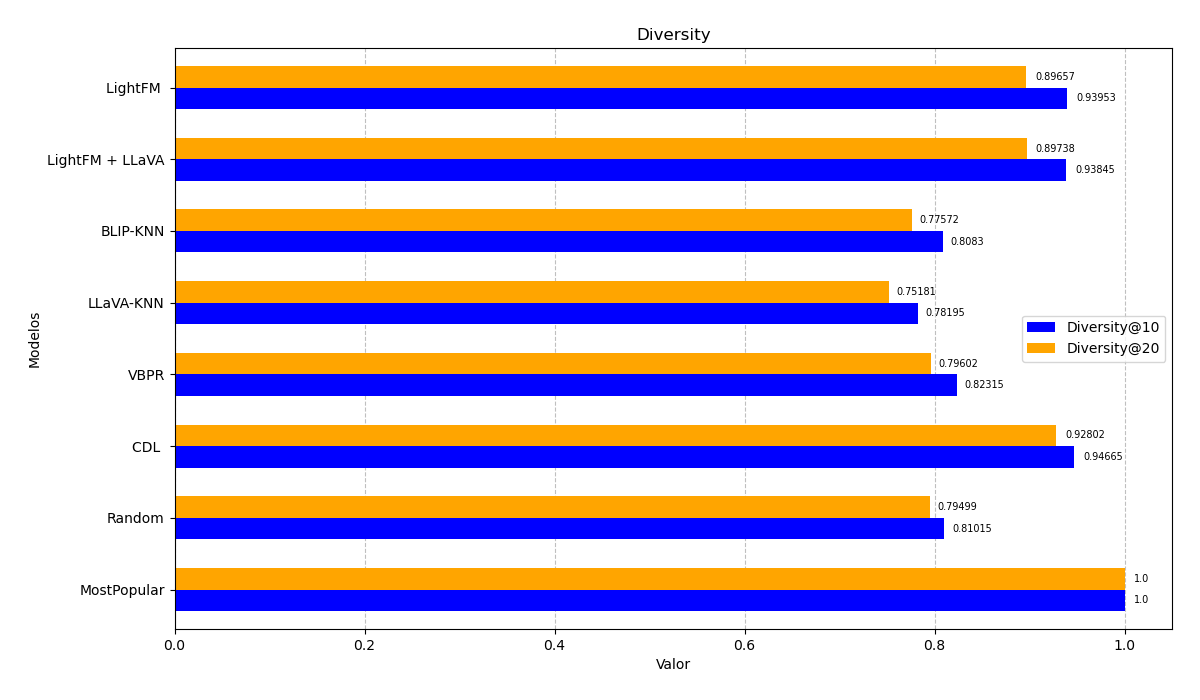 Diversity
LightFM
0.89657
0.93953
LightFM + LLaVA
0.89738
0.93845
BLIP-KNN
0.77572
0.8083
LLaVA-KNN
0.75181
0.78195
Modelos
Diversity@10
Diversity@20
VBPR
0.79602
0.82315
CDL
0.92802
0.94665
Random
0.79499
0.81015
MostPopular
1.0
1.0
0.0 0.2 0.4 0.6 0.8 1.0
Valor